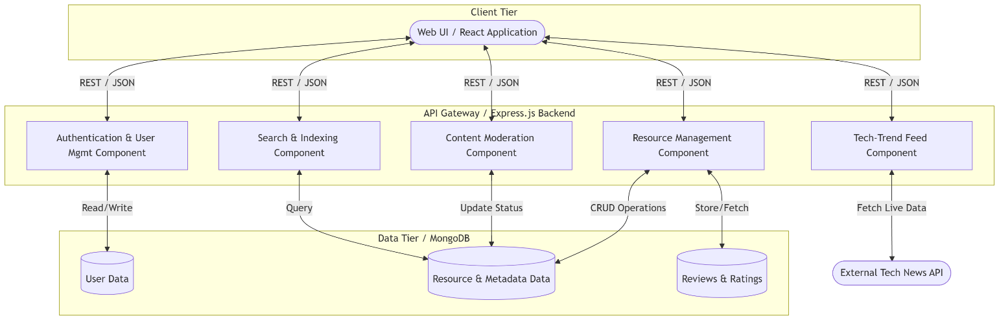 Client Tier
Web UI / React Application
REST / JSON
REST / JSON
REST / JSON
REST / JSON
REST / JSON
API Gateway / Express.js Backend
Authentication & User
Mgmt Component
Search & Indexing
Component
Content Moderation
Component
Resource Management
Component
Tech-Trend Feed
Component
Read/Write
Query
Update Status
CRUD Operations
Store/Fetch
Fetch Live Data
Data Tier / MongoDB
User Data
Resource & Metadata Data
Reviews & Ratings
External Tech News API